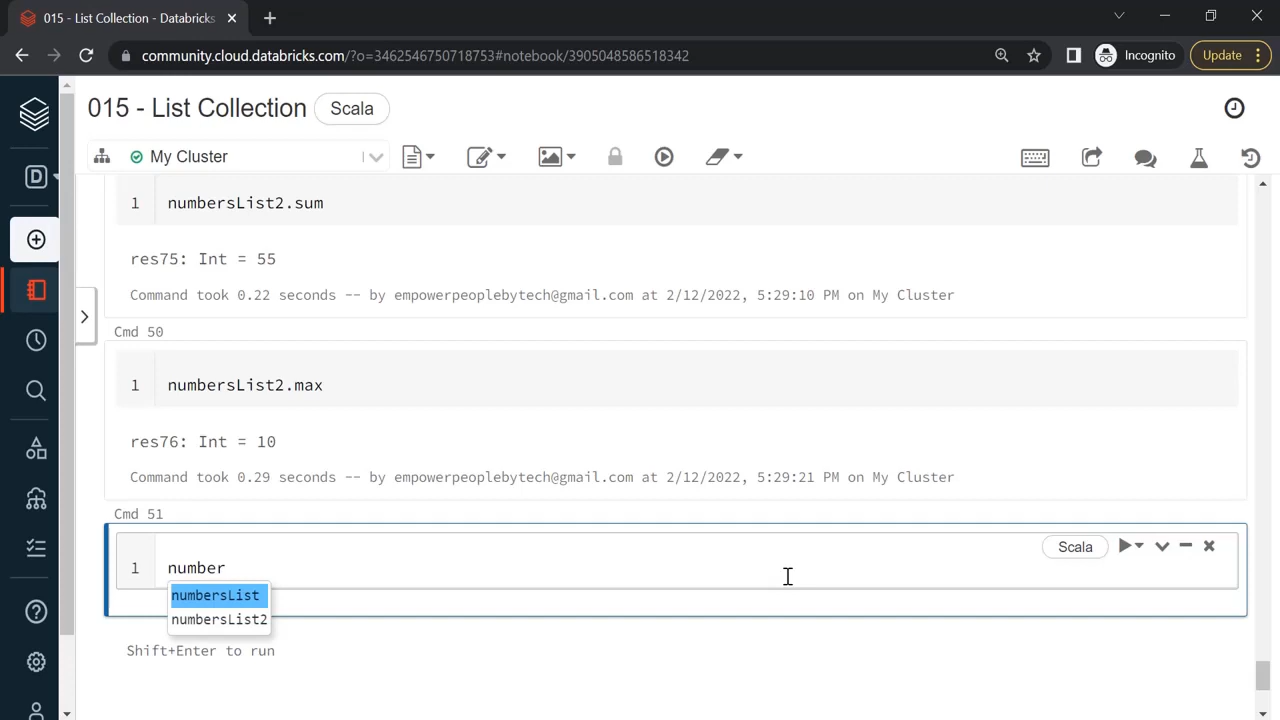 015 - List Collection - Databricks
community.cloud.databricks.com/?o=3462546750718753#notebook/3905048586518342
Incognito
Update
015 - List Collection
Scala
D
My Cluster
1 numbersList2.sum
res75: Int = 55
Command took 0.22 seconds -- by empowerpeoplebytech@gmail.com at 2/12/2022, 5:29:10 PM on My Cluster
Cmd 50
1 numbersList2.max
res76: Int = 10
Command took 0.29 seconds -- by empowerpeoplebytech@gmail.com at 2/12/2022, 5:29:21 PM on My Cluster
Cmd 51
Scala
1 number
numbersList
numbersList2
Shift+Enter to run